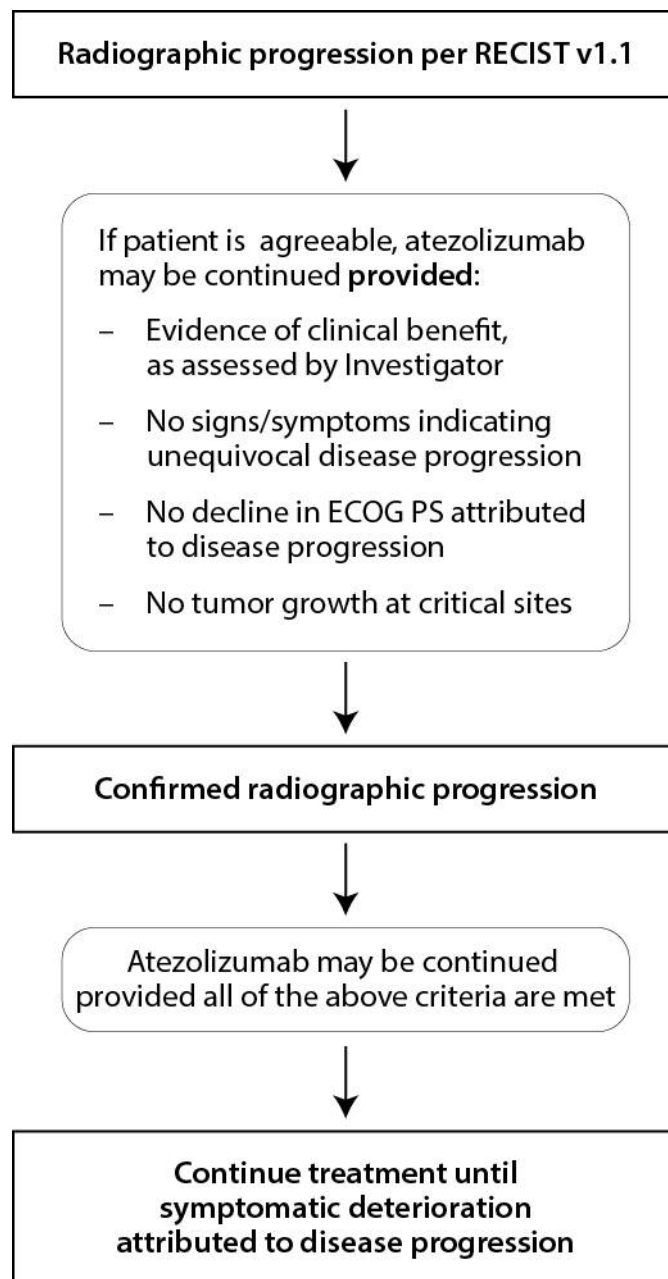 Radiographic progression per RECIST v1.1
If patient is agreeable, atezolizumab
may be continued provided:
– Evidence of clinical benefit,
as assessed by Investigator
– No signs/symptoms indicating
unequivocal disease progression
– No decline in ECOG PS attributed
to disease progression
– No tumor growth at critical sites
Confirmed radiographic progression
Atezolizumab may be continued
provided all of the above criteria are met
Continue treatment until
symptomatic deterioration
attributed to disease progression